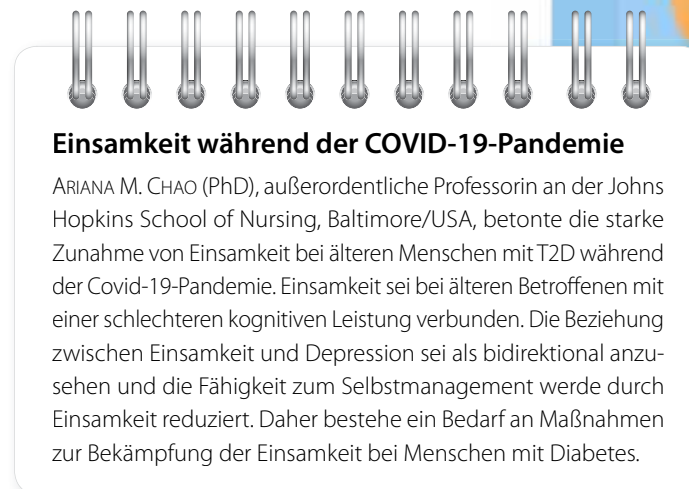 Einsamkeit während der COVID-19-Pandemie
ARIANA M. CHAO (PhD), außerordentliche Professorin an der Johns
Hopkins School of Nursing, Baltimore/USA, betonte die starke
Zunahme von Einsamkeit bei älteren Menschen mit T2D während
der Covid-19-Pandemie. Einsamkeit sei bei älteren Betroffenen mit
einer schlechteren kognitiven Leistung verbunden. Die Beziehung
zwischen Einsamkeit und Depression sei als bidirektional anzu-
sehen und die Fähigkeit zum Selbstmanagement werde durch
Einsamkeit reduziert. Daher bestehe ein Bedarf an Maßnahmen
zur Bekämpfung der Einsamkeit bei Menschen mit Diabetes.